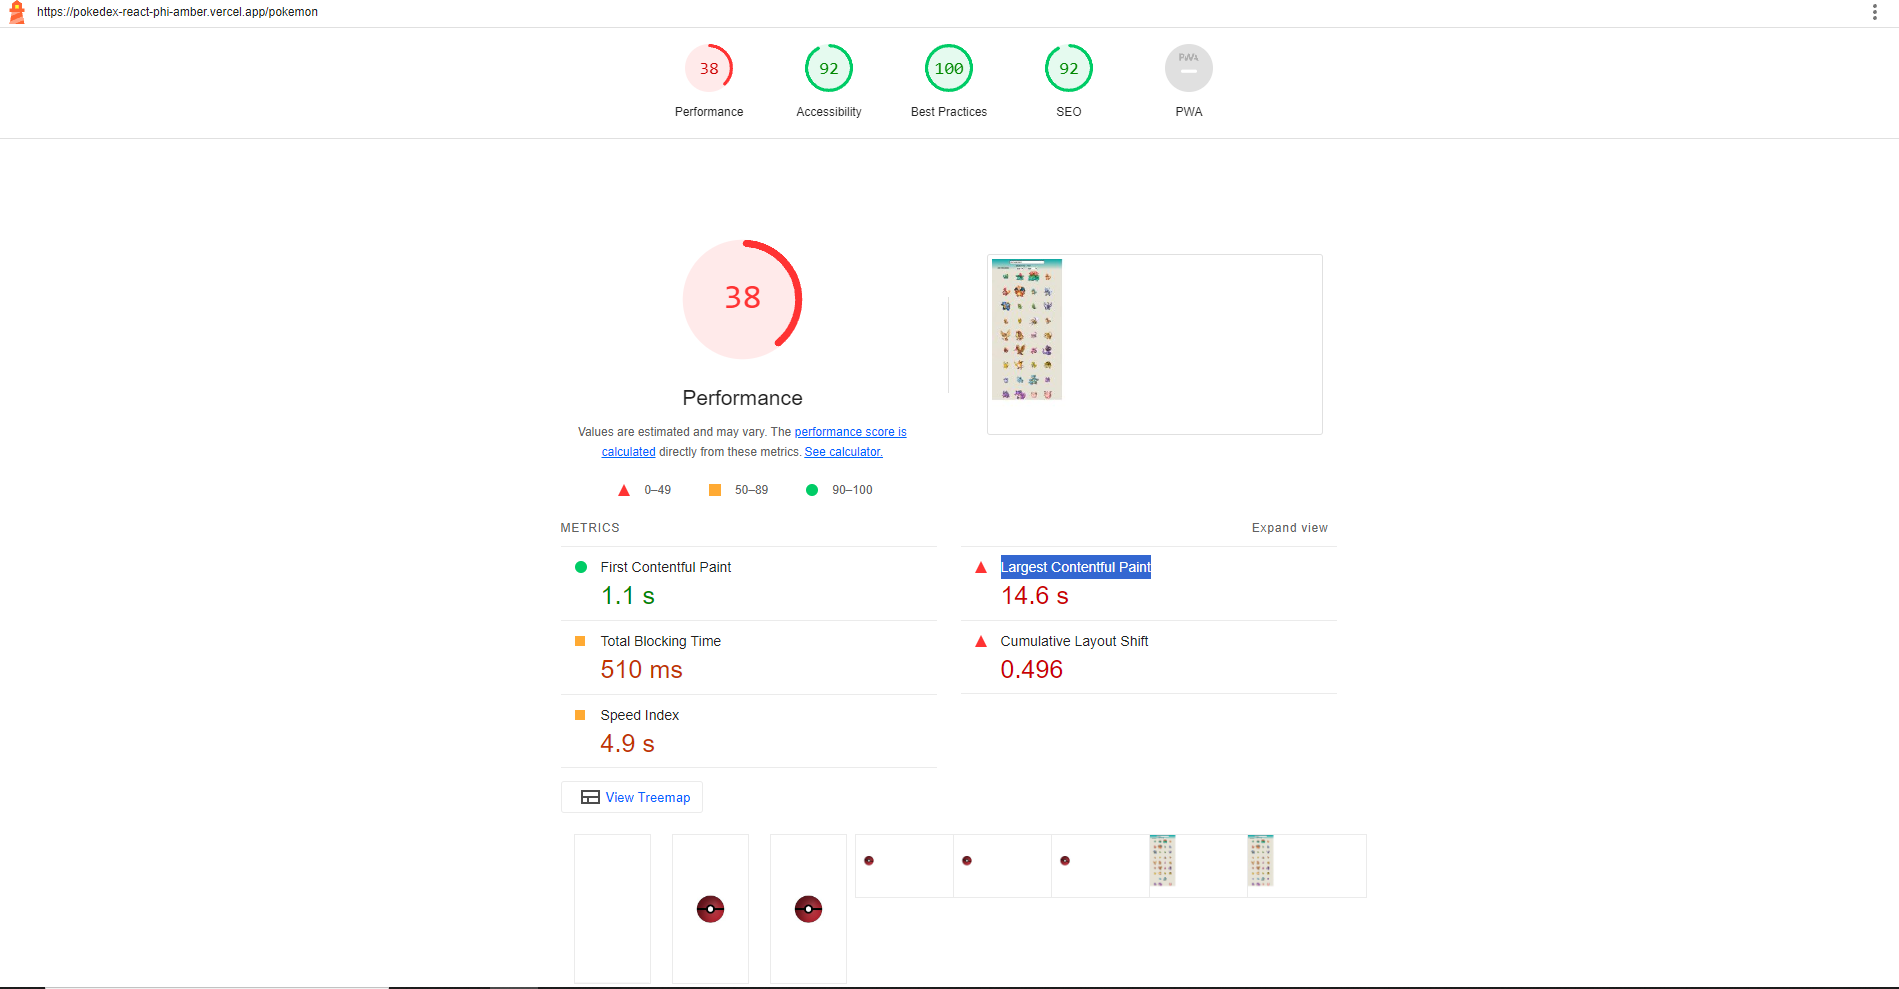 https://pokedex-react-phi-amber.vercel.app/pokemon
38
92
100
92
PWA
Performance
Accessibility
Best Practices
SEO
PWA
38
Performance
Values are estimated and may vary. The performance score is
calculated directly from these metrics. See calculator.
0–49
50–89
90–100
METRICS
Expand view
First Contentful Paint
1.1 s
Largest Contentful Paint
14.6 s
Total Blocking Time
510 ms
Cumulative Layout Shift
0.496
Speed Index
4.9 s
View Treemap